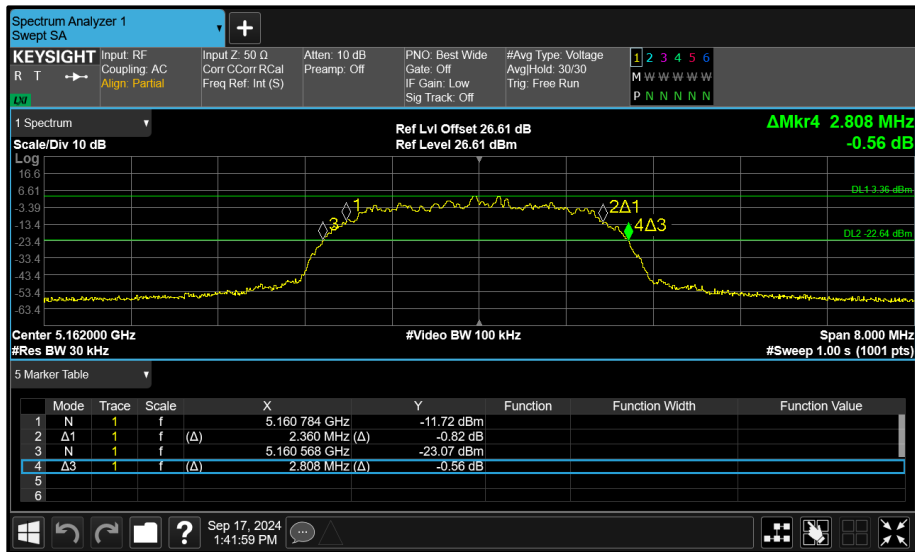 Spectrum Analyzer 1
Swept SA
KEYSIGHT
R T
LXI
Input: RF
Coupling: AC
Align: Partial
Input Z: 50 Ω
Corr CCorr RCal
Freq Ref: Int (S)
Atten: 10 dB
Preamp: Off
PNO: Best Wide
Gate: Off
IF Gain: Low
Sig Track: Off
#Avg Type: Voltage
Avg|Hold: 30/30
Trig: Free Run
1 2 3 4 5 6
M W W W W W
P N N N N N
1 Spectrum
Scale/Div 10 dB
Ref Lvl Offset 26.61 dB
Ref Level 26.61 dBm
ΔMkr4 2.808 MHz
-0.56 dB
Log
16.6
6.61
-3.39
-13.4
-23.4
-33.4
-43.4
-53.4
-63.4
DL1 3.36 dBm
DL2 -22.64 dBm
1
2Δ1
3
4Δ3
Center 5.162000 GHz
#Video BW 100 kHz
Span 8.000 MHz
#Res BW 30 kHz
#Sweep 1.00 s (1001 pts)
5 Marker Table
Mode Trace Scale X Y Function Function Width Function Value
1 N 1 f 5.160 784 GHz -11.72 dBm
2 Δ1 1 f (Δ) 2.360 MHz (Δ) -0.82 dB
3 N 1 f 5.160 568 GHz -23.07 dBm
4 Δ3 1 f (Δ) 2.808 MHz (Δ) -0.56 dB
5
6
Sep 17, 2024
1:41:59 PM